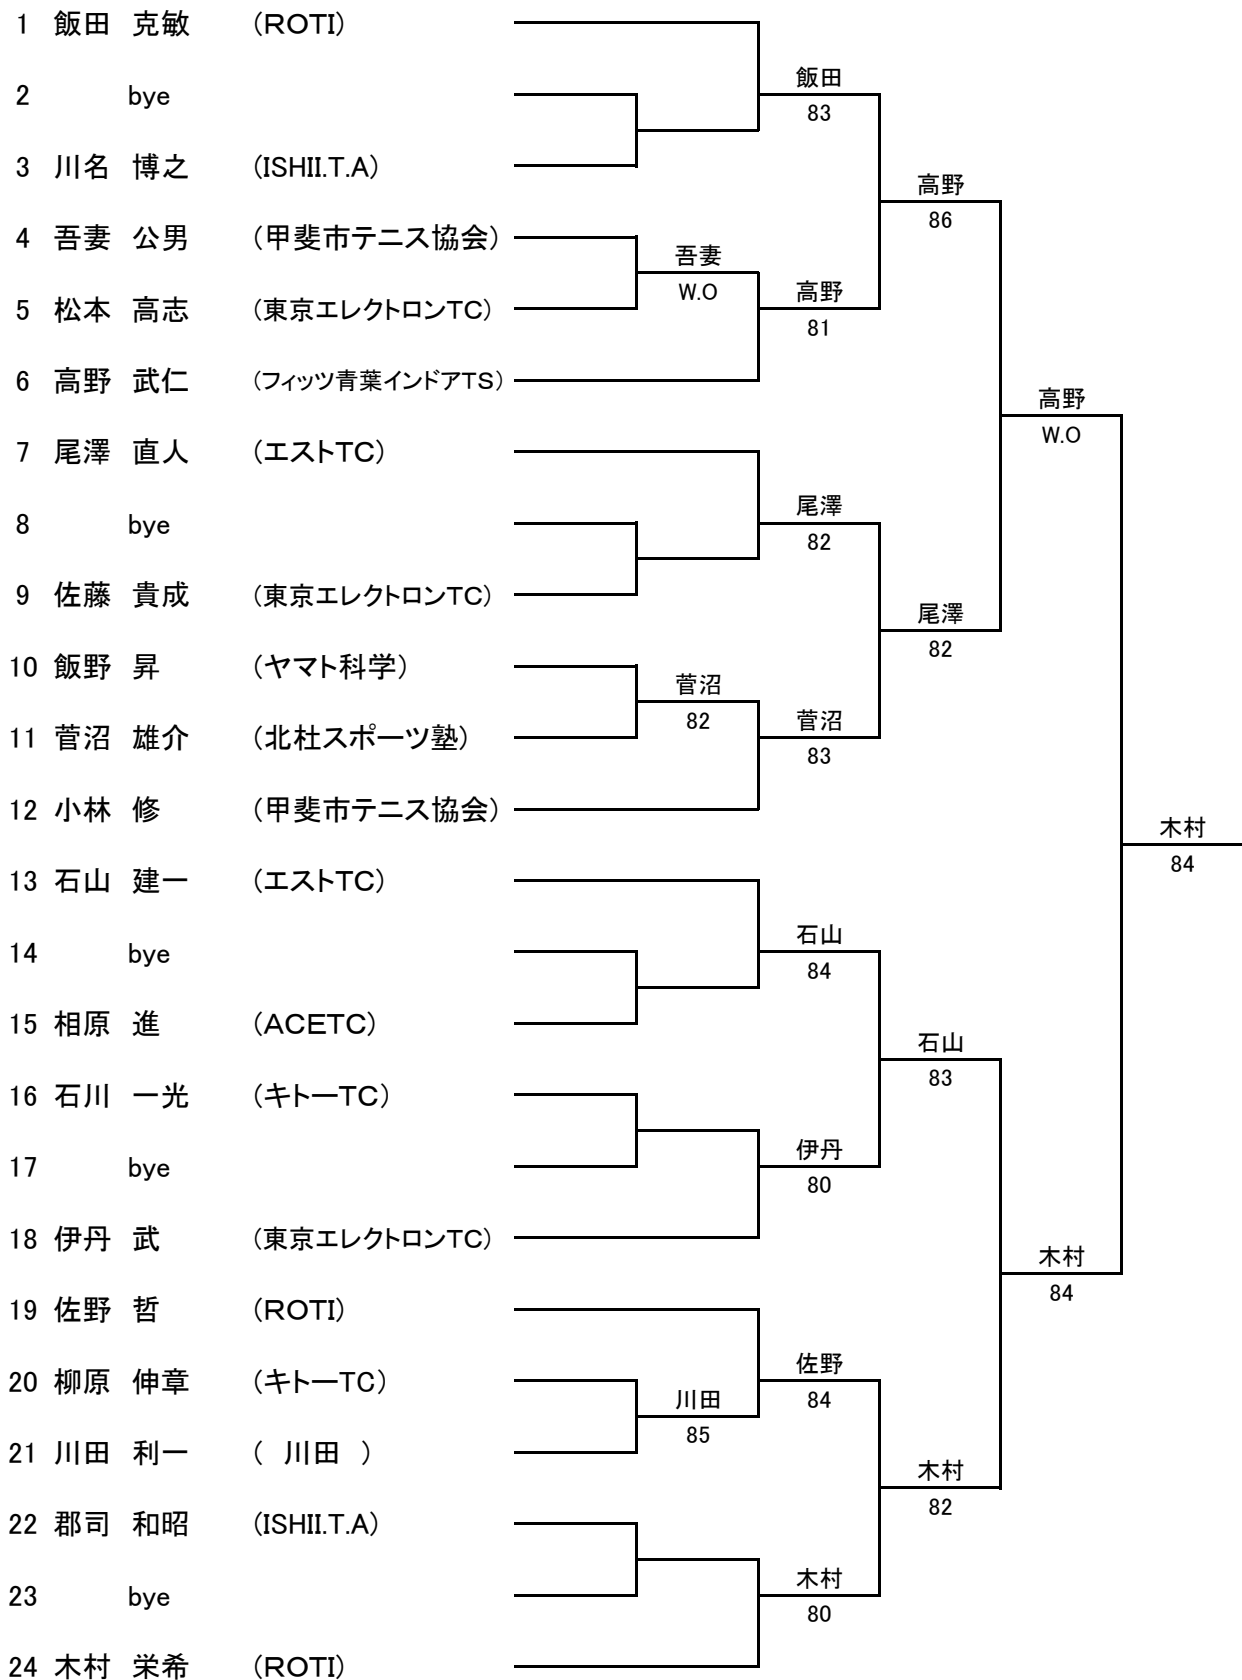 1 飯田 克敏 (ROTI)
飯田
2 bye
83
3 川名 博之 (ISHII.T.A)
高野
86
4 吾妻 公男 (甲斐市テニス協会)
吾妻
W.O
高野
5 松本 高志 (東京エレクトロンTC)
81
6 高野 武仁 (フィッツ青葉インドアTS)
高野
W.O
7 尾澤 直人 (エストTC)
尾澤
8 bye
82
9 佐藤 貴成 (東京エレクトロンTC)
尾澤
82
10 飯野 昇 (ヤマト科学)
菅沼
82
菅沼
11 菅沼 雄介 (北杜スポーツ塾)
83
12 小林 修 (甲斐市テニス協会)
木村
84
13 石山 建一 (エストTC)
石山
14 bye
84
15 相原 進 (ACETC)
石山
83
16 石川 一光 (キトーTC)
伊丹
17 bye
80
18 伊丹 武 (東京エレクトロンTC)
木村
84
19 佐野 哲 (ROTI)
佐野
20 柳原 伸章 (キトーTC)
84
川田
85
21 川田 利一 ( 川田 )
木村
82
22 郡司 和昭 (ISHII.T.A)
木村
23 bye
80
24 木村 栄希 (ROTI)